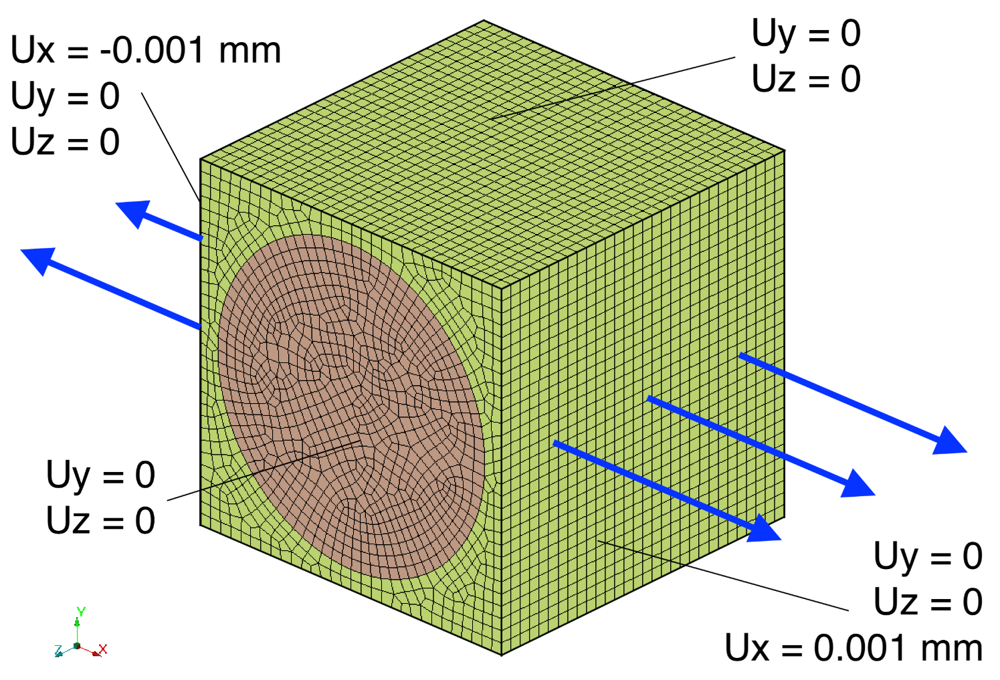 Ux = -0.001 mm
Uy = 0
Uz = 0
Uy = 0
Uz = 0
Uy = 0
Uz = 0
Uy = 0
Uz = 0
Ux = 0.001 mm
Y
Z
X